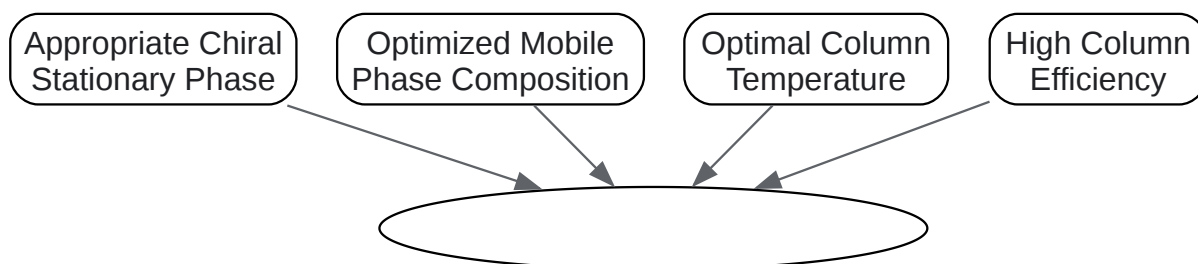 Appropriate Chiral
Stationary Phase
Optimized Mobile
Phase Composition
Optimal Column
Temperature
High Column
Efficiency